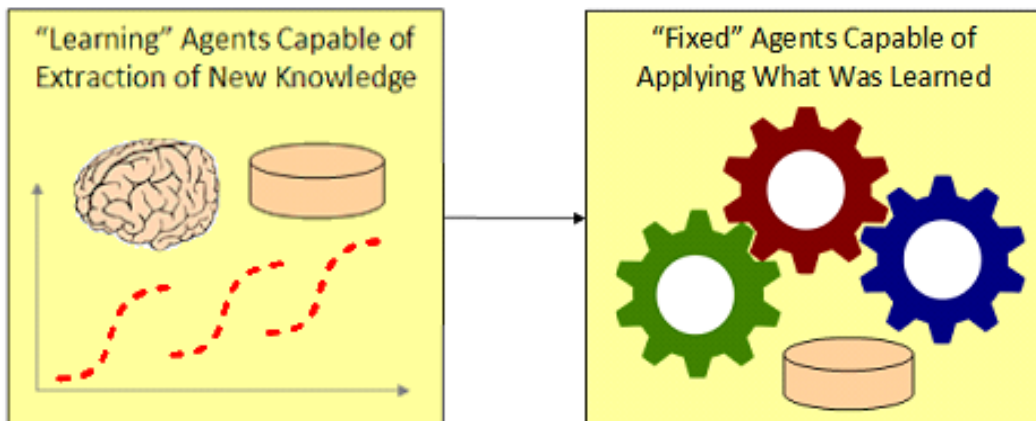 “Learning” Agents Capable of
Extraction of New Knowledge
“Fixed” Agents Capable of
Applying What Was Learned